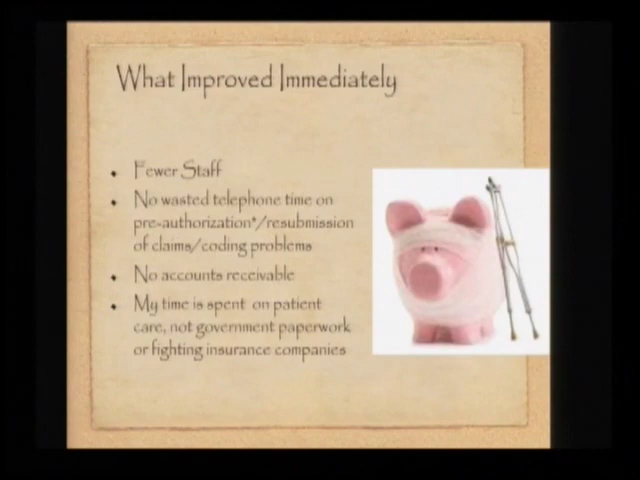 What Improved Immediately
• Fewer Staff
• No wasted telephone time on
pre-authorization*/resubmission
of claims/coding problems
• No accounts receivable
• My time is spent on patient
care, not government paperwork
or fighting insurance companies